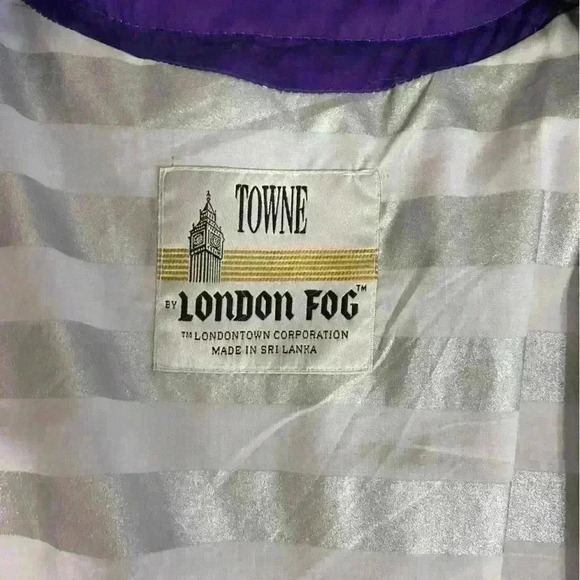 TOWNE
BY LONDON FOG™
™ LONDONTOWN CORPORATION
MADE IN SRI LANKA